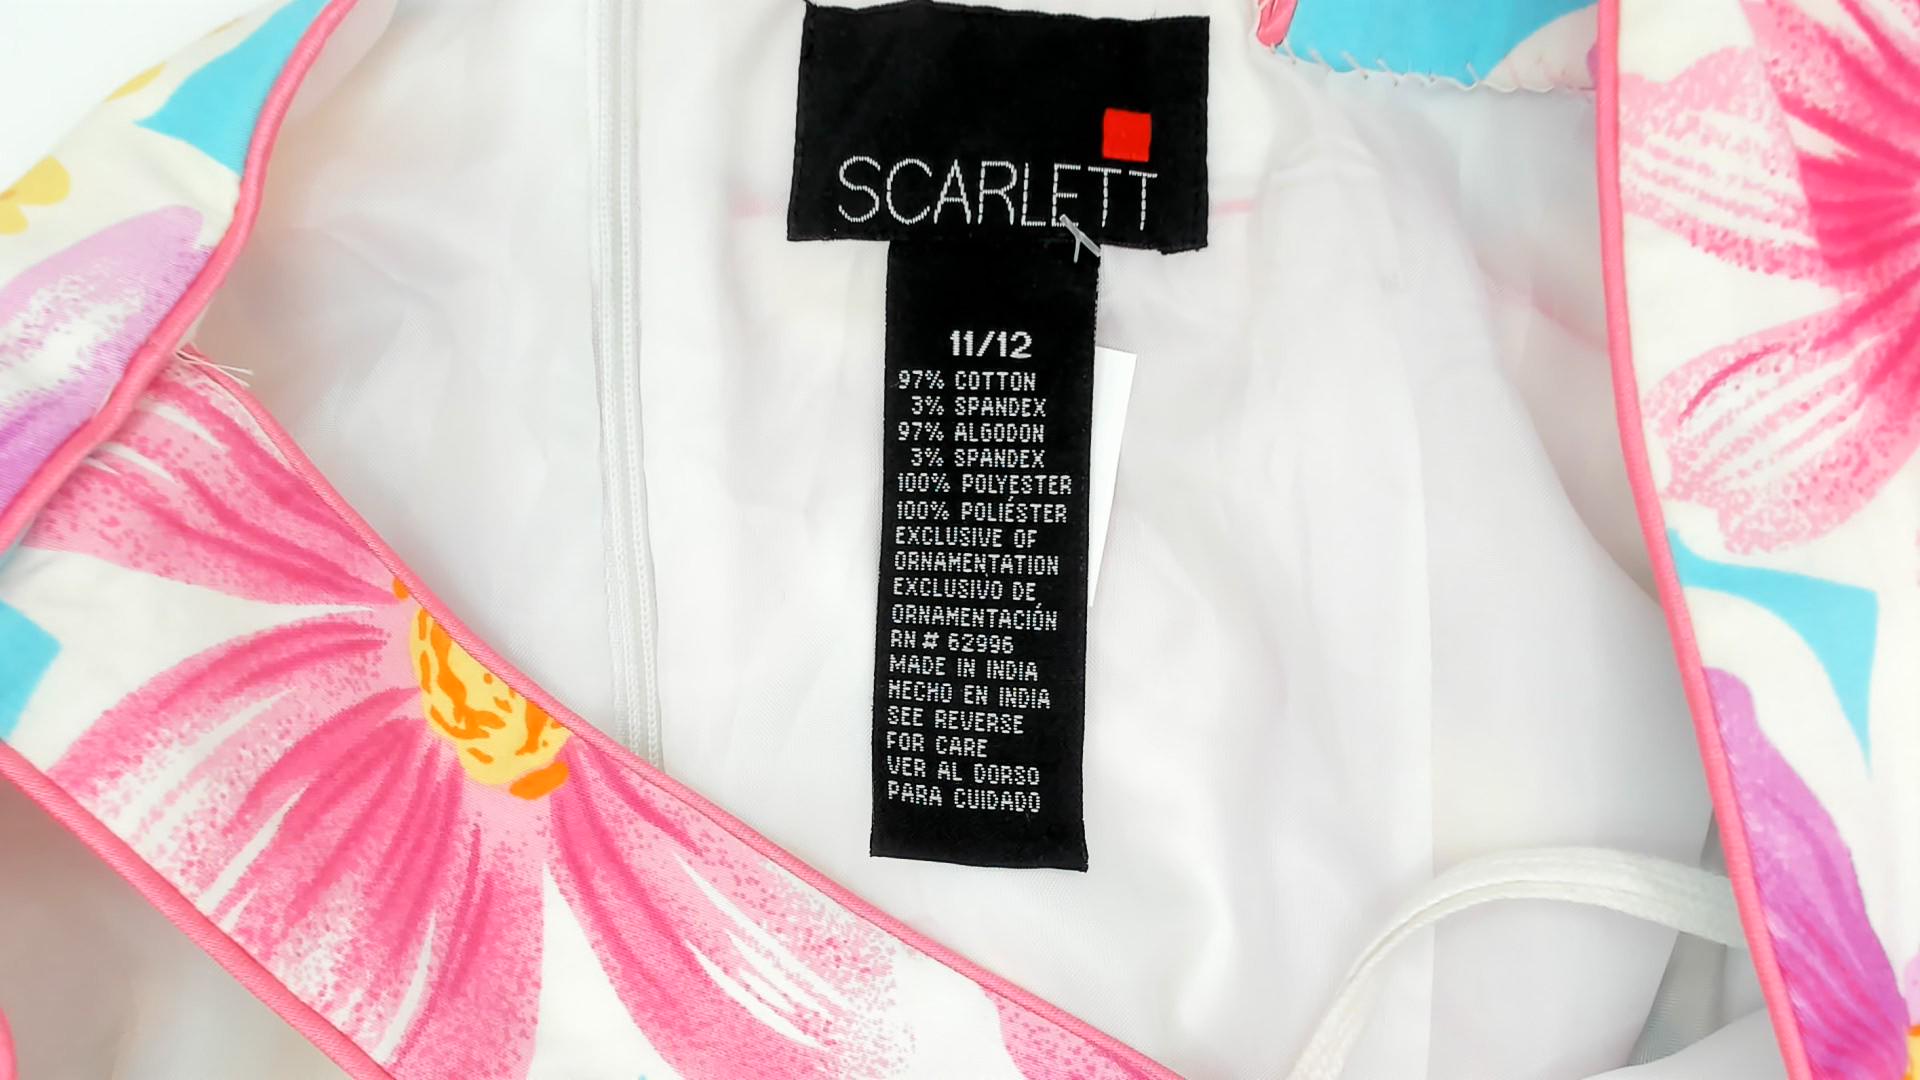 SCARLETT
11/12
97% COTTON
3% SPANDEX
97% ALGODON
3% SPANDEX
100% POLYESTER
100% POLIÉSTER
EXCLUSIVE OF
ORNAMENTATION
EXCLUSIVO DE
ORNAMENTACIÓN
RN # 62996
MADE IN INDIA
HECHO EN INDIA
SEE REVERSE
FOR CARE
VER AL DORSO
PARA CUIDADO